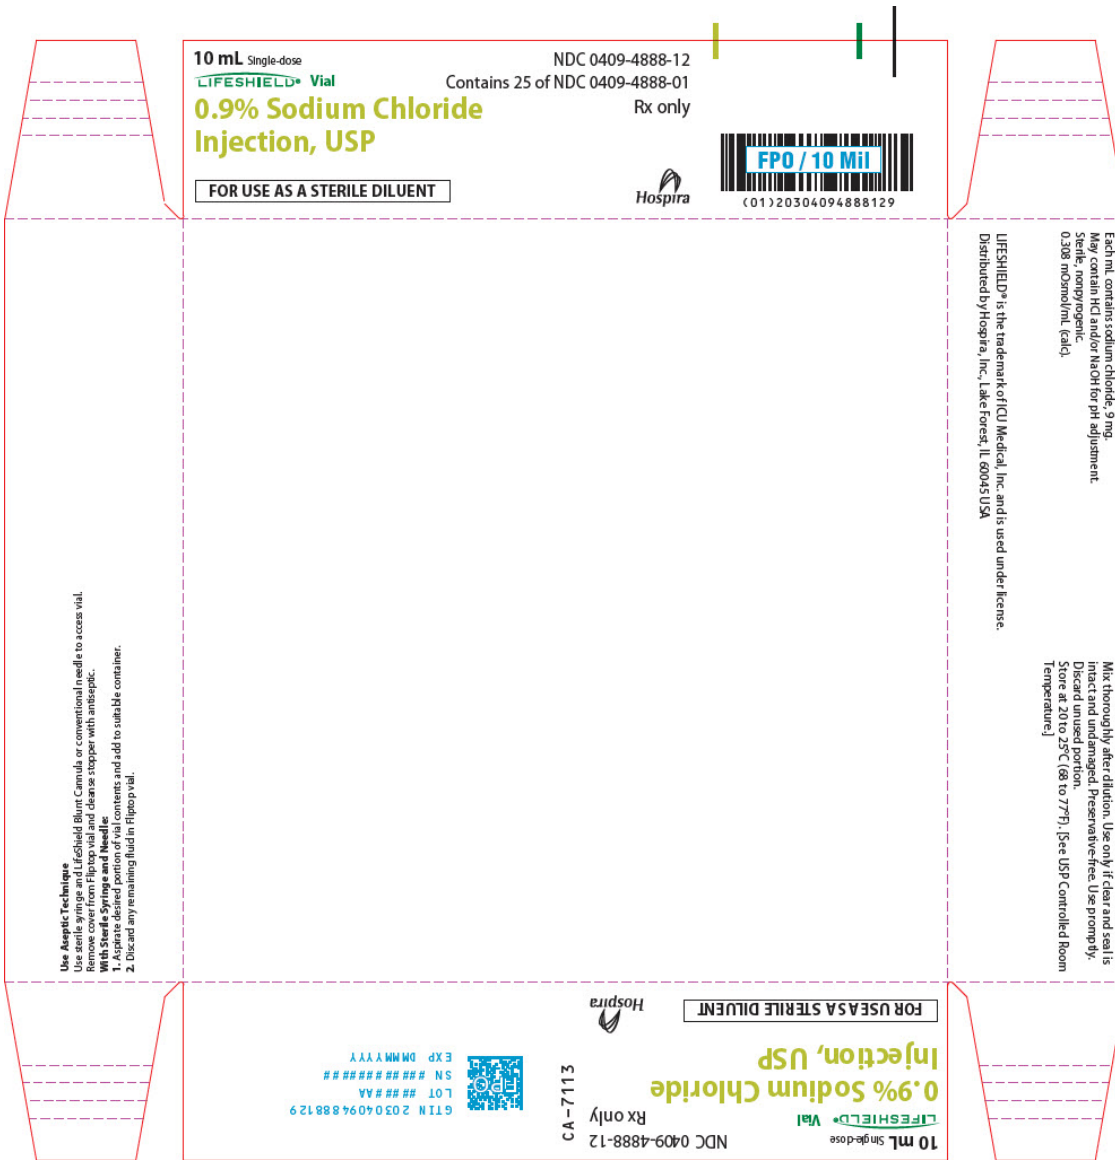 10 mL Single-dose
LIFESHIELD® Vial
0.9% Sodium Chloride
Injection, USP
FOR USE AS A STERILE DILUENT
NDC 0409-4888-12
Contains 25 of NDC 0409-4888-01
Rx only
Hospira
FPO / 10 Mil
(01)20304094888129
Each mL contains sodium chloride, 9 mg.
May contain HCl and/or NaOH for pH adjustment.
Sterile, nonpyrogenic.
0.308 mOsmol/mL (calc).
LIFESHIELD® is the trademark of ICU Medical, Inc. and is used under license.
Distributed by Hospira, Inc., Lake Forest, IL 60045 USA
Mix thoroughly after dilution. Use only if clear and seal is
intact and undamaged. Preservative-free. Use promptly.
Discard unused portion.
Store at 20 to 25°C (68 to 77°F). [See USP Controlled Room
Temperature.]
Use Aseptic Technique
Use sterile syringe and LifeShield Blunt Cannula or conventional needle to access vial.
Remove cover from Fliptop vial and cleanse stopper with antiseptic.
With Sterile Syringe and Needle:
1. Aspirate desired portion of vial contents and add to suitable container.
2. Discard any remaining fluid in Fliptop vial.
10 mL Single-dose
LIFESHIELD® Vial
0.9% Sodium Chloride
Injection, USP
FOR USE AS A STERILE DILUENT
NDC 0409-4888-12
Rx only
Hospira
CA-7113
FPO
GTIN 20304094888129
LOT #####AA
SN ############
EXP DMMMYYYY